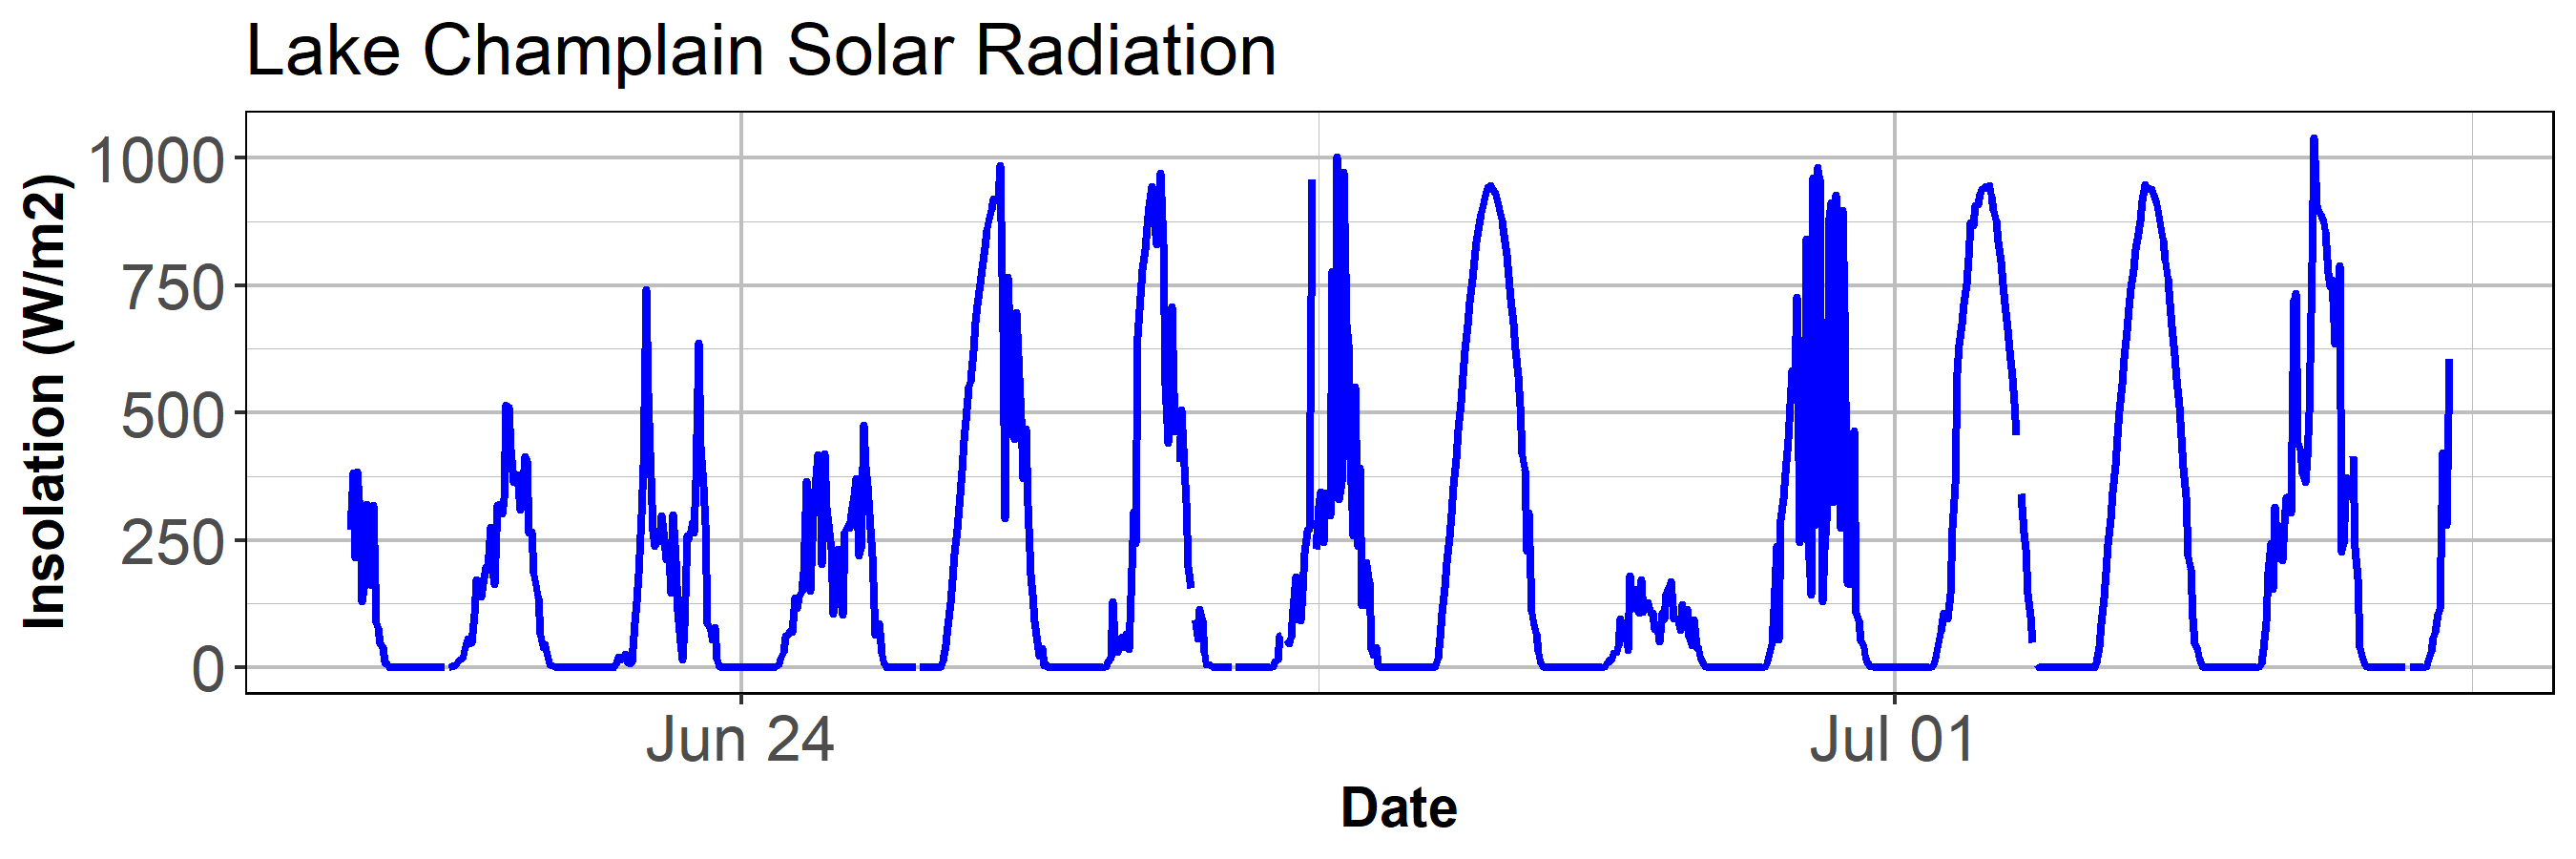 Lake Champlain Solar Radiation
Insolation (W/m2)
1000
750
500
250
0
Jun 24
Jul 01
Date